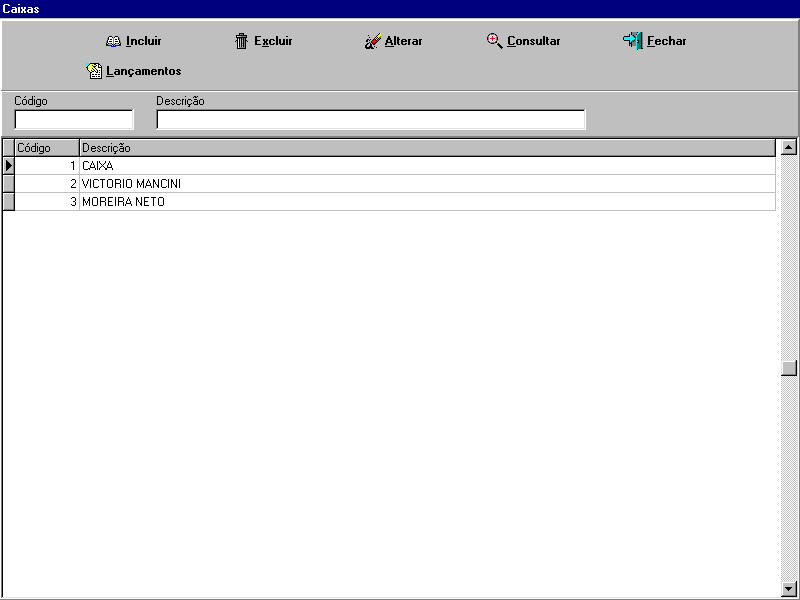 Caixas
Incluir Excluir Alterar Consultar Fechar
Lançamentos
Código Descrição
Código Descrição
1 CAIXA
2 VICTORIO MANCINI
3 MOREIRA NETO